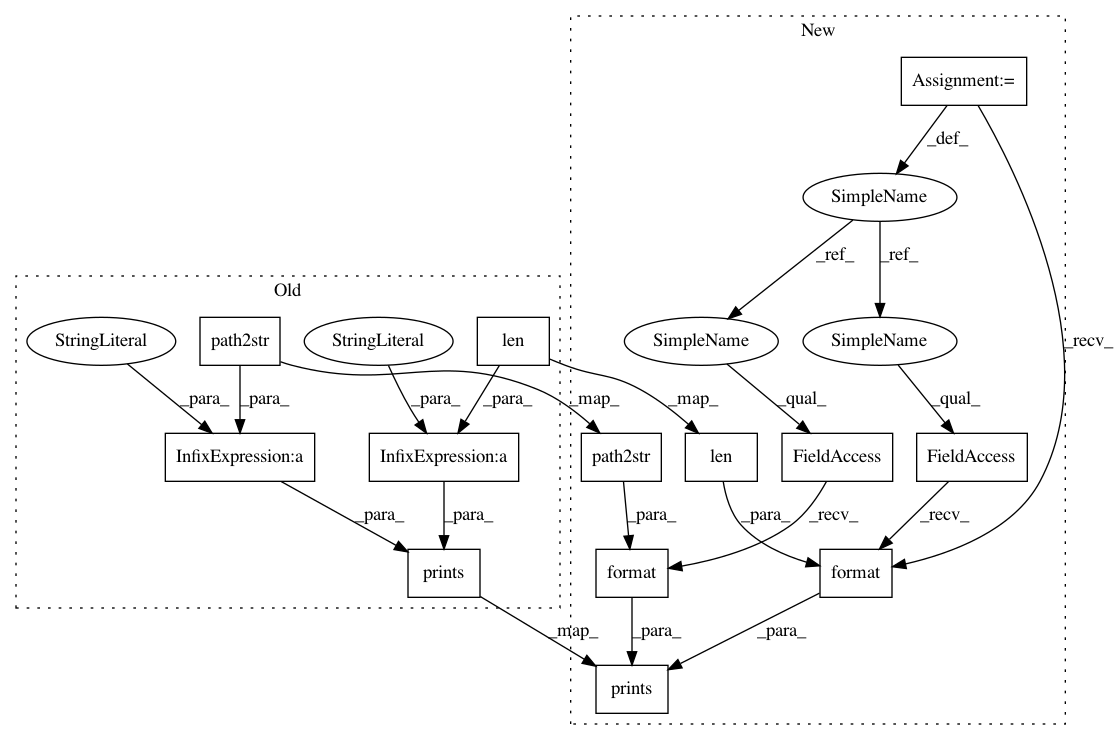 New
Assignment:=
_def_
SimpleName
_ref_ _ref_
Old
StringLiteral path2str StringLiteral len SimpleName SimpleName _recv_
_para_ _para_ _para_ _para_ _map_ _map_ _qual_ _qual_
InfixExpression:a InfixExpression:a path2str len FieldAccess FieldAccess
_para_ _para_ _para_ _para_ _recv_ _recv_
prints format format
_map_ _para_ _para_
prints